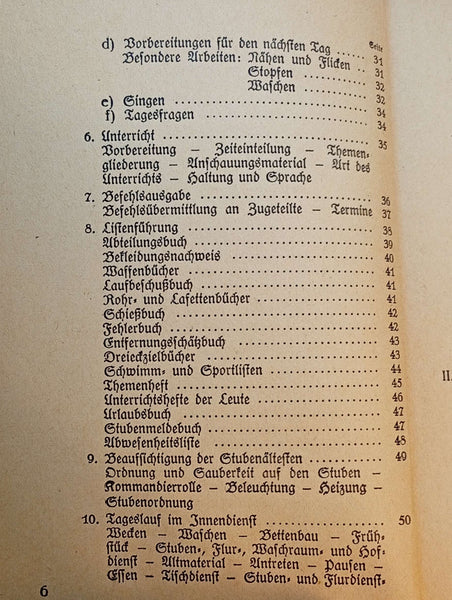 Seite
d) Vorbereitungen für den nächsten Tag ..... 31
Besondere Arbeiten: Nähen und Flicken .. 31
Stopfen .............. 32
Waschen ............. 32
e) Singen ............................ 34
f) Tagesfragen ........................ 34
6. Unterricht ............................ 35
Vorbereitung – Zeiteinteilung – Themen-
gliederung – Anschauungsmaterial – Art des
Unterrichts – Haltung und Sprache
7. Befehlsausgabe ........................ 36
Befehlsübermittlung an Zugeteilte – Termine 37
8. Listenführung .......................... 38
Abteilungsbuch .......................... 39
Bekleidungsnachweis .................... 40
Waffenbücher .......................... 41
Laufbeschußbuch ........................ 41
Rohr- und Lafettenbücher ................ 41
Schießbuch ............................ 42
Fehlerbuch ............................ 42
Entfernungsschätzbuch .................. 43
Dreieckzielbücher ...................... 43
Schwimm- und Sportlisten ................ 44
Themenheft ............................ 45
Unterrichtshefte der Leute .............. 46
Urlaubsbuch ............................ 47
Stubenmeldebuch ........................ 47
Abwesenheitsliste ...................... 48
9. Beaufsichtigung der Stubenältesten ........ 49
Ordnung und Sauberkeit auf den Stuben –
Kommandierrolle – Beleuchtung – Heizung –
Stubenordnung
10. Tageslauf im Innendienst ................ 50
Wecken – Waschen – Bettenbau – Früh-
stück – Stuben-, Flur-, Waschraum- und Hof-
dienst – Altmaterial – Antreten – Pausen –
Essen – Tischdienst – Stuben- und Flurdienst-
6
II.